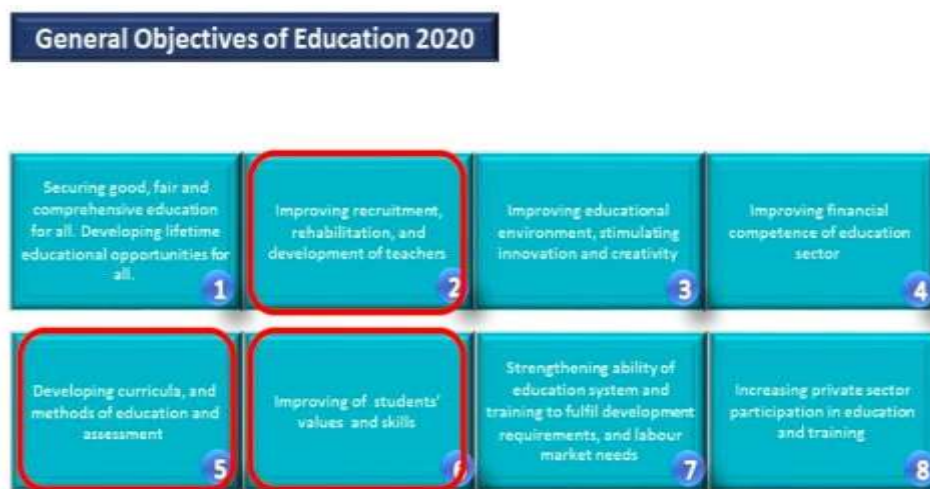 General Objectives of Education 2020
Securing good, fair and
comprehensive education
for all. Developing lifetime
educational opportunities for
all.
1
Improving recruitment,
rehabilitation, and
development of teachers
2
Improving educational
environment, stimulating
innovation and creativity
3
Improving financial
competence of education
sector
4
Developing curricula, and
methods of education and
assessment
5
Improving of students'
values and skills
6
Strengthening ability of
education system and
training to fulfil development
requirements, and labour
market needs
7
Increasing private sector
participation in education
and training
8